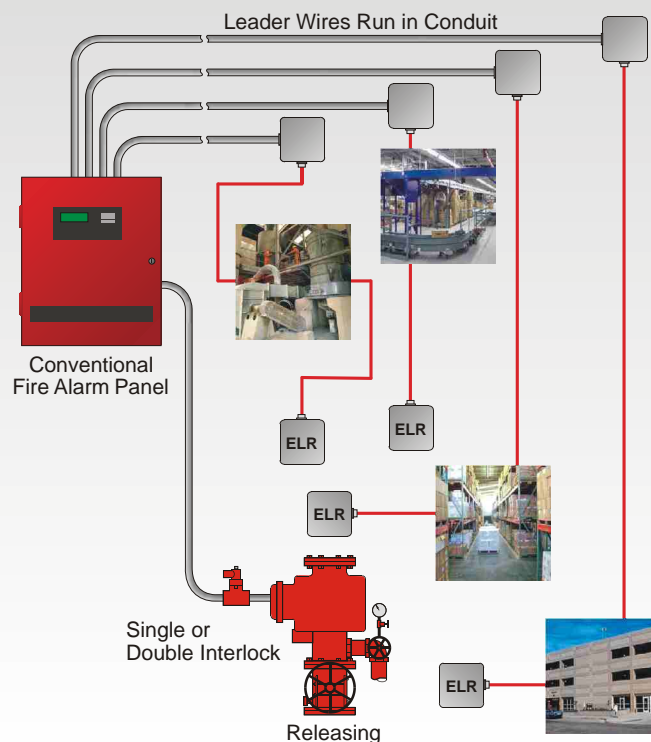 Leader Wires Run in Conduit
Conventional
Fire Alarm Panel
ELR
ELR
ELR
Single or
Double Interlock
ELR
Releasing